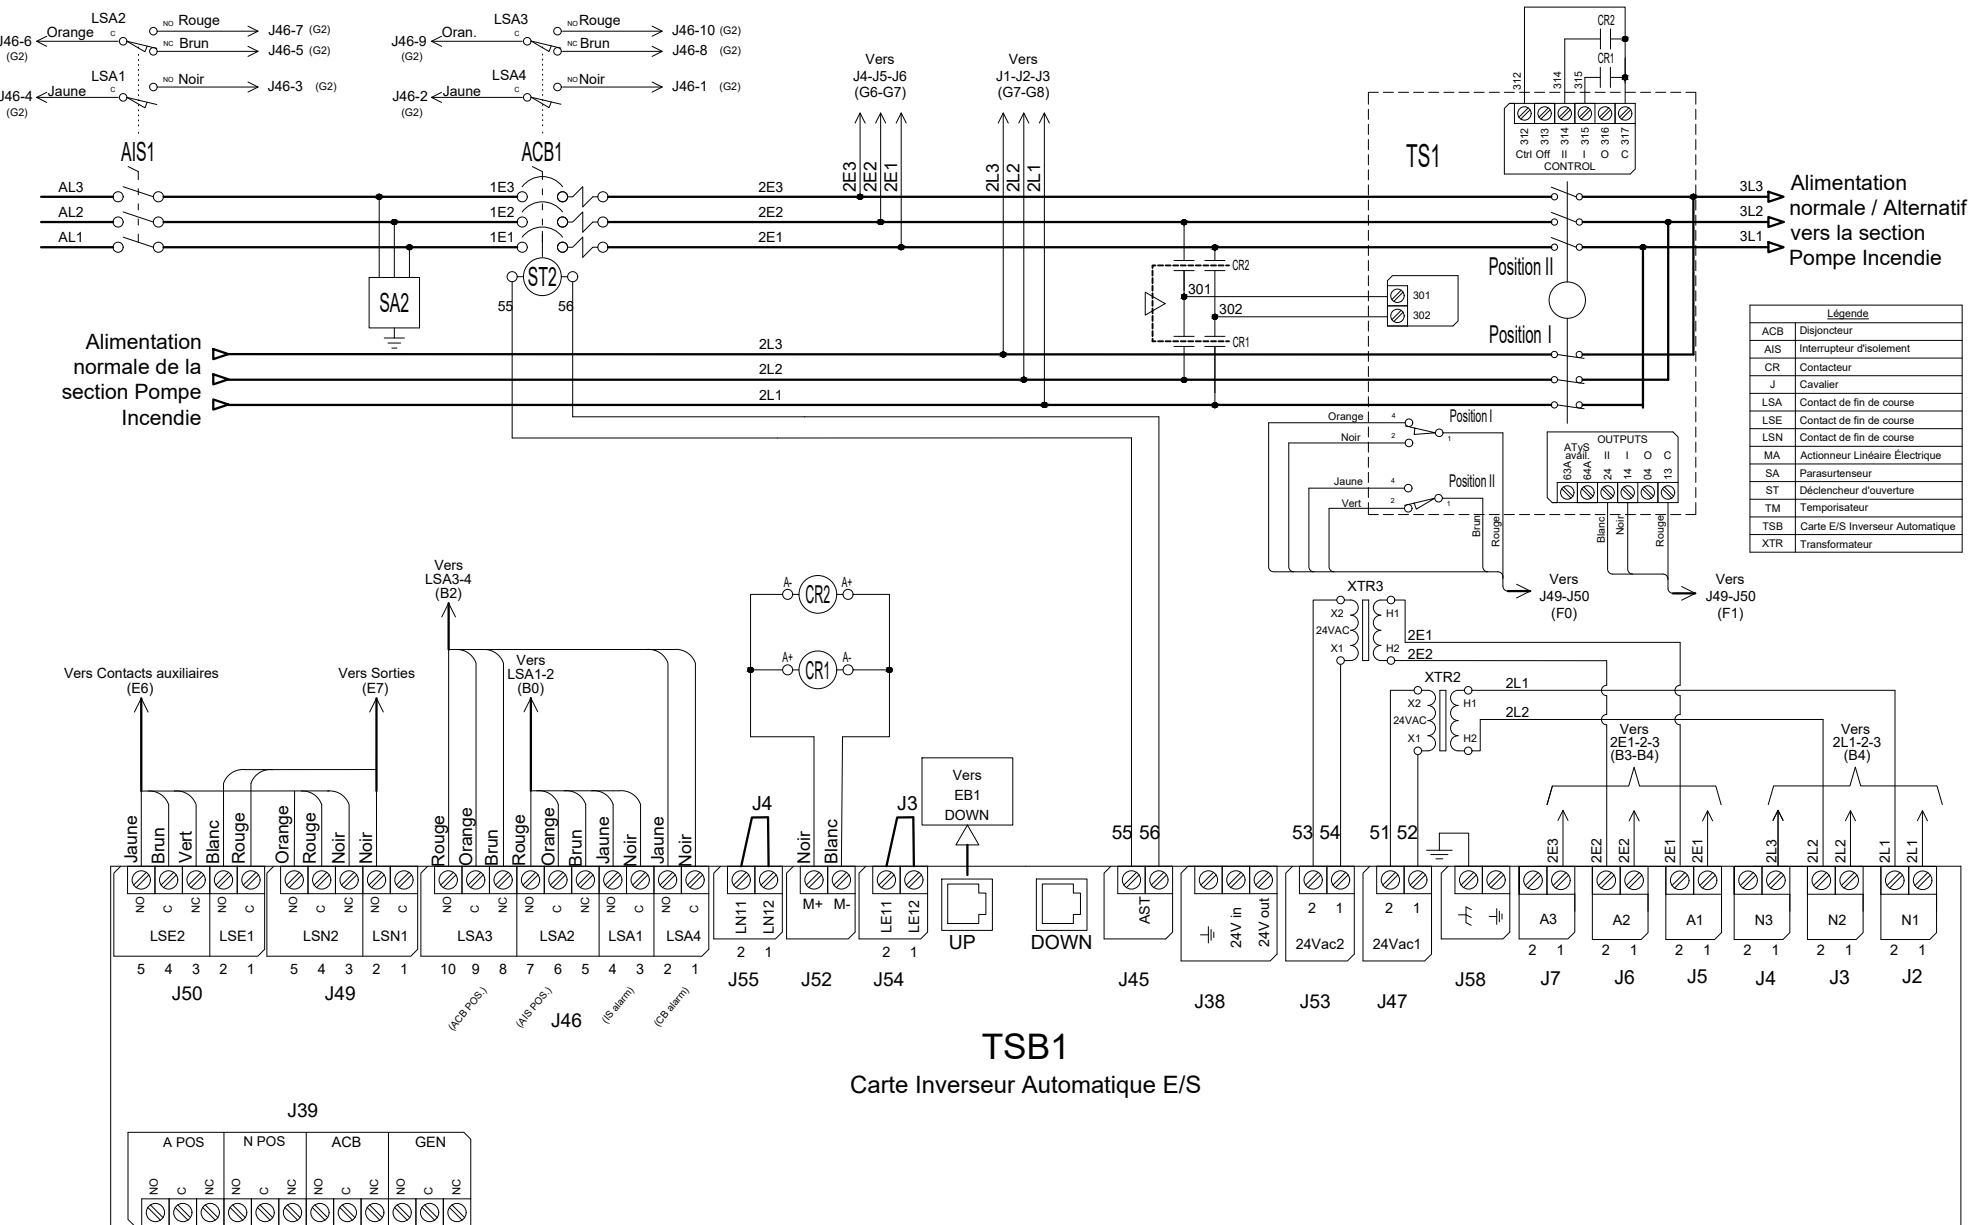 LSA2
J46-6
(G2)
Orange
C
NO Rouge
J46-7 (G2)
NC Brun
J46-5 (G2)
LSA1
J46-4
(G2)
Jaune
C
NO Noir
J46-3 (G2)
LSA3
J46-9
(G2)
Oran.
C
NO Rouge
J46-10 (G2)
NC Brun
J46-8 (G2)
LSA4
J46-2
(G2)
Jaune
C
NO Noir
J46-1 (G2)
AIS1
ACB1
Vers
J4-J5-J6
(G6-G7)
Vers
J1-J2-J3
(G7-G8)
2E3
2E2
2E1
2L3
2L2
2L1
CR2
CR1
312
314
315
312 313 314 315 316 317
Ctrl Off II I O C
CONTROL
TS1
AL3
AL2
AL1
1E3
1E2
1E1
2E3
2E2
2E1
3L3
3L2
3L1
Alimentation
normale / Alternatif
vers la section
Pompe Incendie
SA2
ST2
55
56
CR2
CR1
301
302
301
302
Position II
Position I
Alimentation
normale de la
section Pompe
Incendie
2L3
2L2
2L1
Légende
ACB Disjoncteur
AIS Interrupteur d'isolement
CR Contacteur
J Cavalier
LSA Contact de fin de course
LSE Contact de fin de course
LSN Contact de fin de course
MA Actionneur Linéaire Électrique
SA Parasurtenseur
ST Déclencheur d'ouverture
TM Temporisateur
TSB Carte E/S Inverseur Automatique
XTR Transformateur
Orange 4
Noir 2
1
Position I
Jaune 4
Vert 2
1
Position II
Brun
Rouge
OUTPUTS
ATyS
avail.
II I O C
63A 64A 24 14 04 13
Blanc
Noir
Rouge
Vers
J49-J50
(F0)
Vers
J49-J50
(F1)
Vers
LSA3-4
(B2)
Vers Contacts auxiliaires
(E6)
Vers Sorties
(E7)
Vers
LSA1-2
(B0)
A- CR2 A+
A+ CR1 A-
XTR3
X2 H1
24VAC
X1 H2
2E1
2E2
XTR2
X2 H1
24VAC
X1 H2
2L1
2L2
Vers
2E1-2-3
(B3-B4)
Vers
2L1-2-3
(B4)
Vers
EB1
DOWN
J4
J3
Jaune Brun Vert Blanc Rouge
Orange Rouge Noir Noir
Rouge Orange Brun Rouge Orange Brun Jaune Noir Jaune Noir
Noir Blanc
55 56
53 54
51 52
2E3 2E2 2E2 2E1 2E1 2L3 2L2 2L2 2L1 2L1
NO C NC NO C
LSE2 LSE1
5 4 3 2 1
J50
NO C NC NO C
LSN2 LSN1
5 4 3 2 1
J49
NO C NC NO C NC NO C NO C
LSA3 LSA2 LSA1 LSA4
10 9 8 7 6 5 4 3 2 1
(ACB POS.) (AIS POS.) (IS alarm) (CB alarm)
J46
LN11 LN12
2 1
J55
M+ M-
J52
LE11 LE12
2 1
J54
UP
DOWN
AST
J45
24V in
24V out
J38
2 1
24Vac2
J53
2 1
24Vac1
J47
J58
A3
2 1
J7
A2
2 1
J6
A1
2 1
J5
N3
2 1
J4
N2
2 1
J3
N1
2 1
J2
TSB1
Carte Inverseur Automatique E/S
J39
A POS N POS ACB GEN
NO C NC NO C NC NO C NC NO C NC